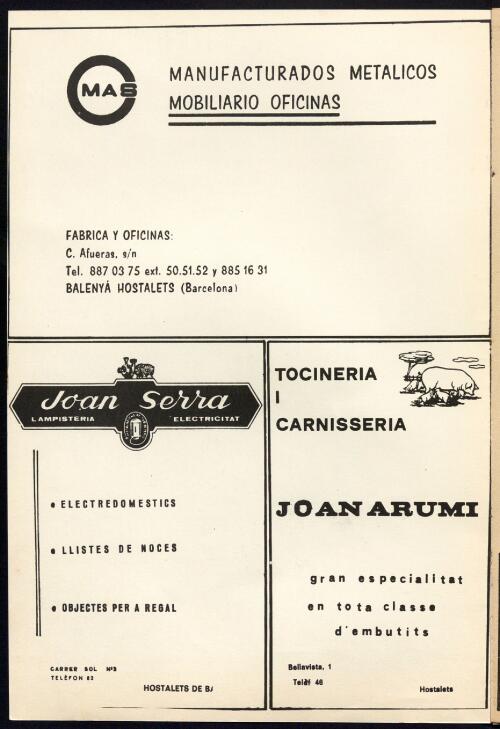 MAS
MANUFACTURADOS METALICOS
MOBILIARIO OFICINAS
FABRICA Y OFICINAS:
C. Afueras, s/n
Tel. 887 03 75 ext. 50.51.52 y 885 16 31
BALENYÁ HOSTALETS (Barcelona)
Joan Serra
LAMPISTERIA ELECTRICITAT
• ELECTREDOMESTICS
• LLISTES DE NOCES
• OBJECTES PER A REGAL
CARRER SOL Nº3
TELÈFON 82
HOSTALETS DE
TOCINERIA
I
CARNISSERIA
JOAN ARUMI
gran especialitat
en tota classe
d'embutits
Bellavista, 1
Telèf 46
Hostalets